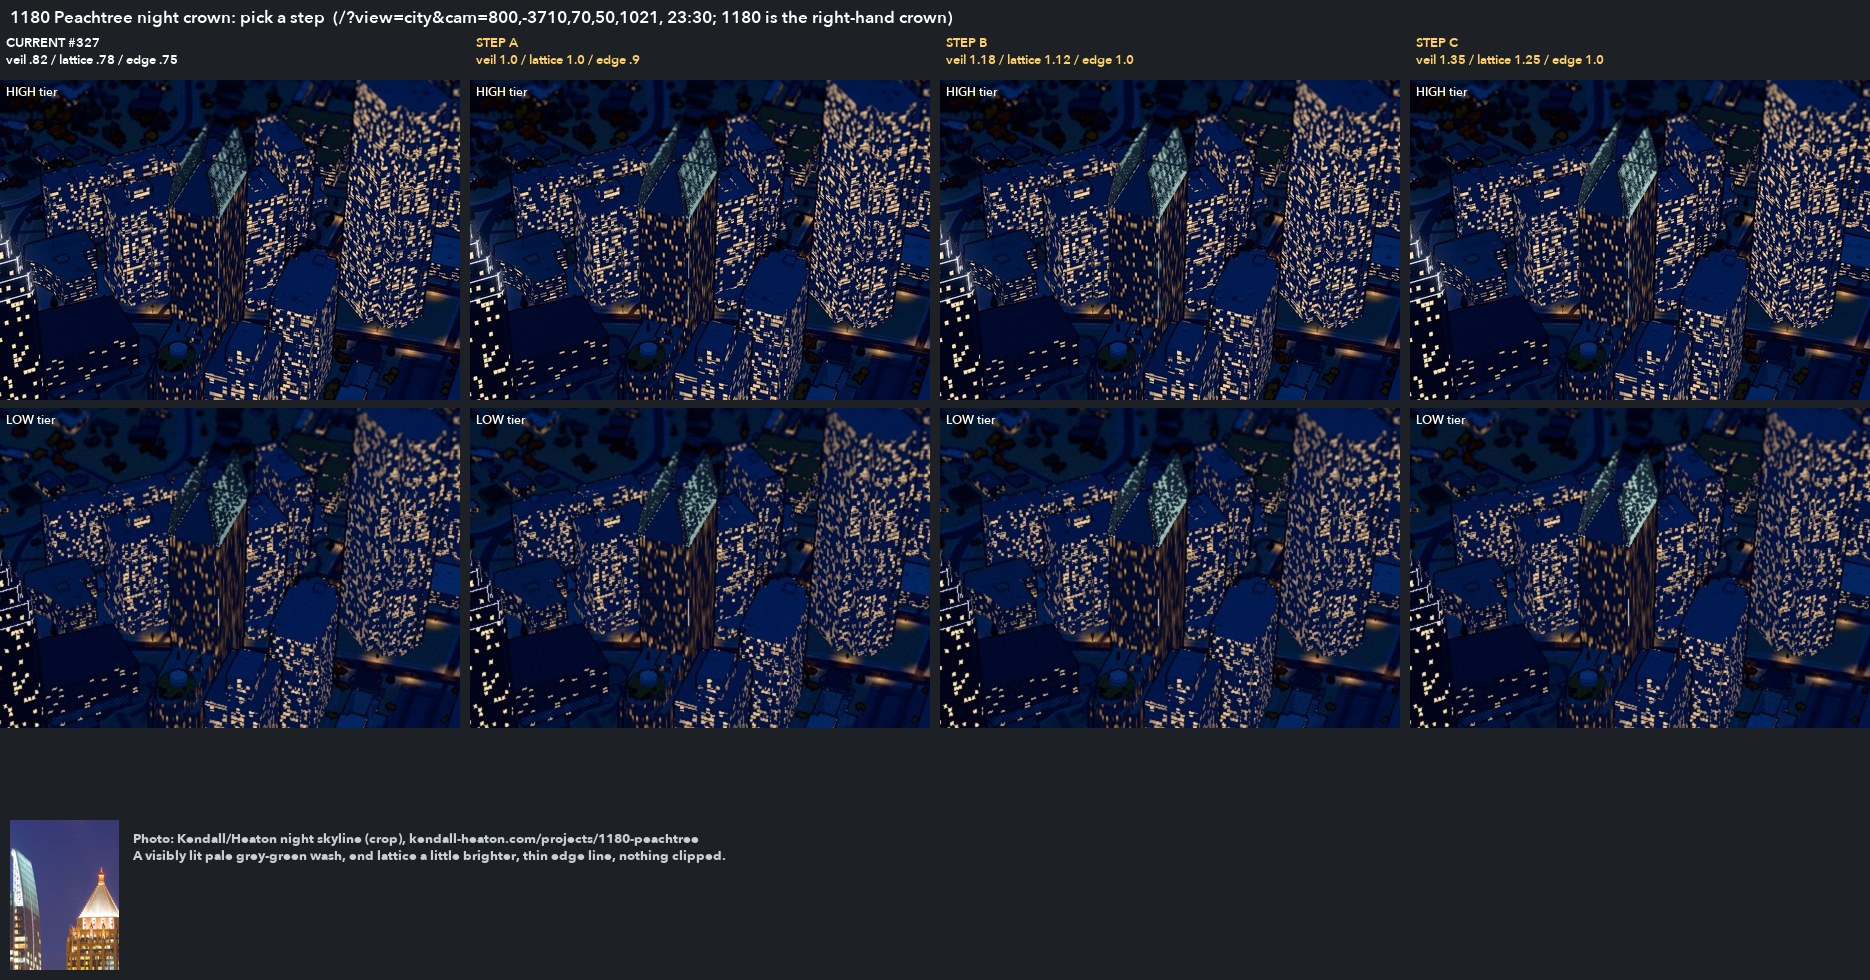 1180 Peachtree night crown: pick a step (/?view=city&cam=800,-3710,70,50,1021, 23:30; 1180 is the right-hand crown)
CURRENT #327
veil .82 / lattice .78 / edge .75
STEP A
veil 1.0 / lattice 1.0 / edge .9
STEP B
veil 1.18 / lattice 1.12 / edge 1.0
STEP C
veil 1.35 / lattice 1.25 / edge 1.0
HIGH tier
HIGH tier
HIGH tier
HIGH tier
LOW tier
LOW tier
LOW tier
LOW tier
Photo: Kendall/Heaton night skyline (crop), kendall-heaton.com/projects/1180-peachtree
A visibly lit pale grey-green wash, end lattice a little brighter, thin edge line, nothing clipped.